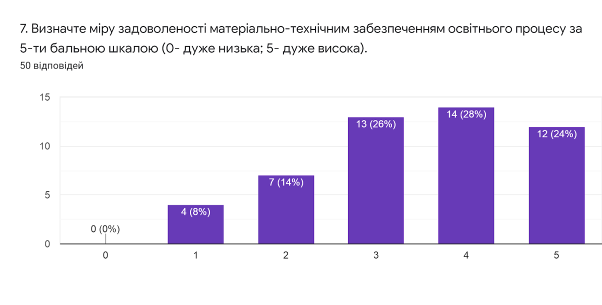 7. Визначте міру задоволеності матеріально-технічним забезпеченням освітнього процесу за
5-ти бальною шкалою (0- дуже низька; 5- дуже висока).
50 відповідей
15
10
5
0
0 (0%)
4 (8%)
7 (14%)
13 (26%)
14 (28%)
12 (24%)
0 1 2 3 4 5